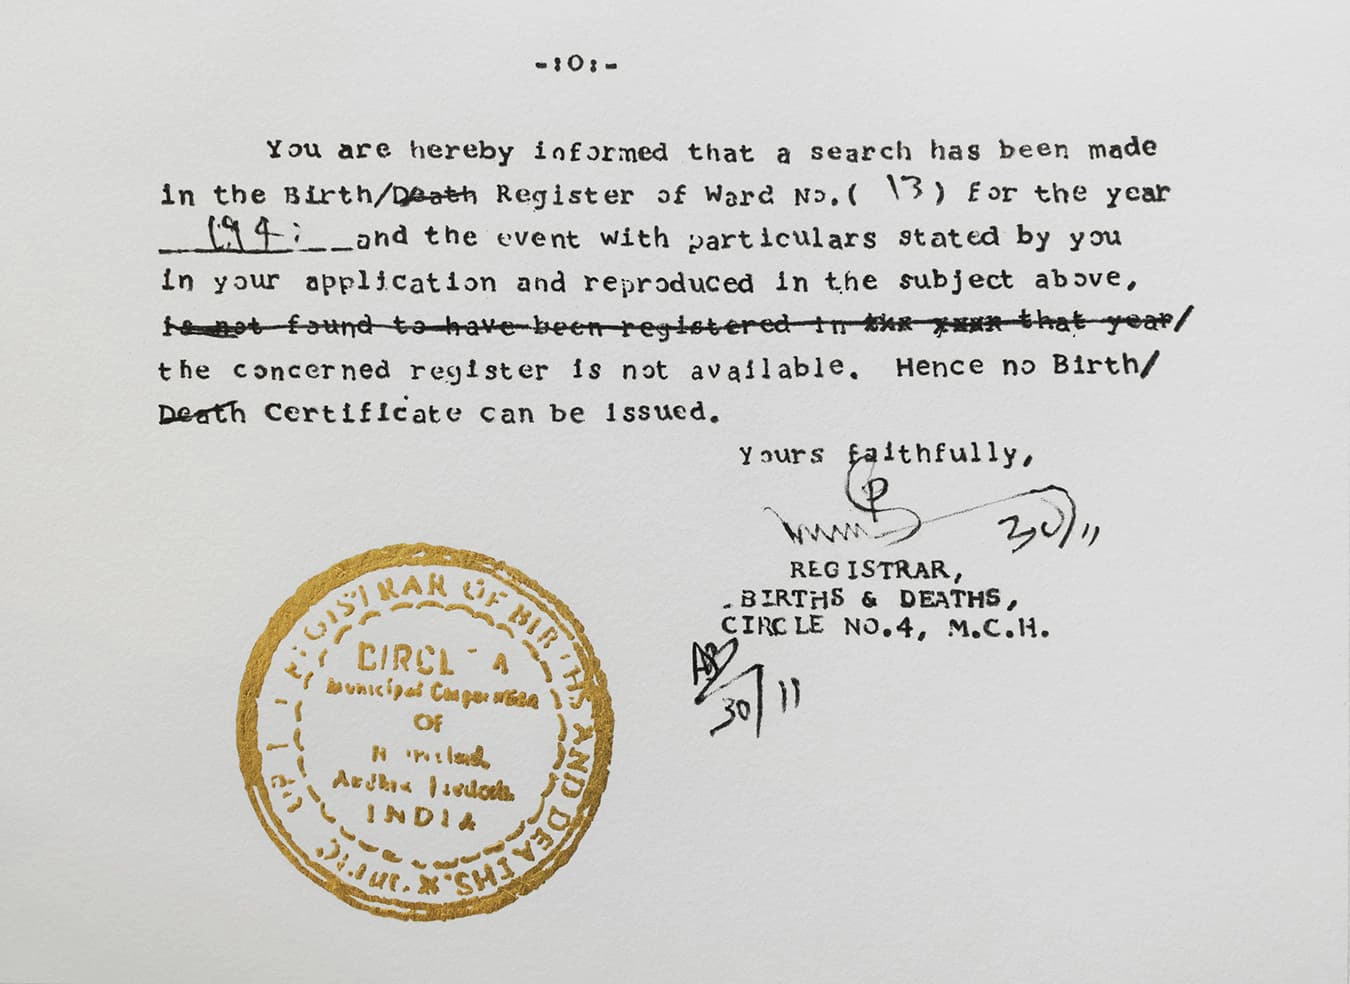 -:0:-
You are hereby informed that a search has been made
in the Birth/Death Register of Ward No.( 13 ) for the year
and the event with particulars stated by you
in your application and reproduced in the subject above,
is not found to have been registered in that year/
the concerned register is not available. Hence no Birth/
Death Certificate can be issued.
Yours faithfully,
30/11
REGISTRAR,
BIRTHS & DEATHS,
CIRCLE NO.4, M.C.H.
30/11
REGISTRAR OF BIRTHS AND DEATHS.
Municipal Corporation
OF
Andhra
INDIA